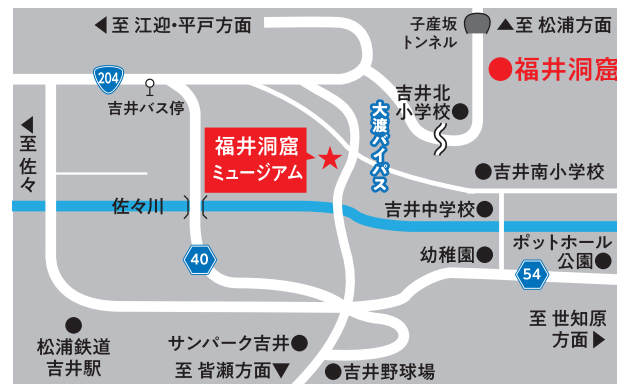 ◀至 江迎・平戸方面
子産坂
トンネル
▲至 松浦方面
●福井洞窟
204
吉井バス停
吉井北
小学校●
大渡バイパス
◀至 佐々
福井洞窟
ミュージアム
●吉井南小学校
佐々川
吉井中学校●
40
幼稚園●
ポットホール
公園●
54
至 世知原
方面▶
松浦鉄道
吉井駅
サンパーク吉井●
至 皆瀬方面▼
●吉井野球場